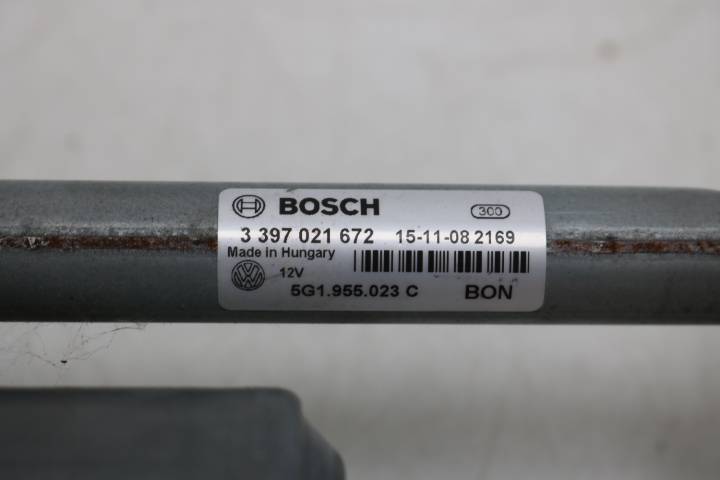 BOSCH 300
3 397 021 672 15-11-08 2169
Made in Hungary
12V
5G1.955.023 C BON